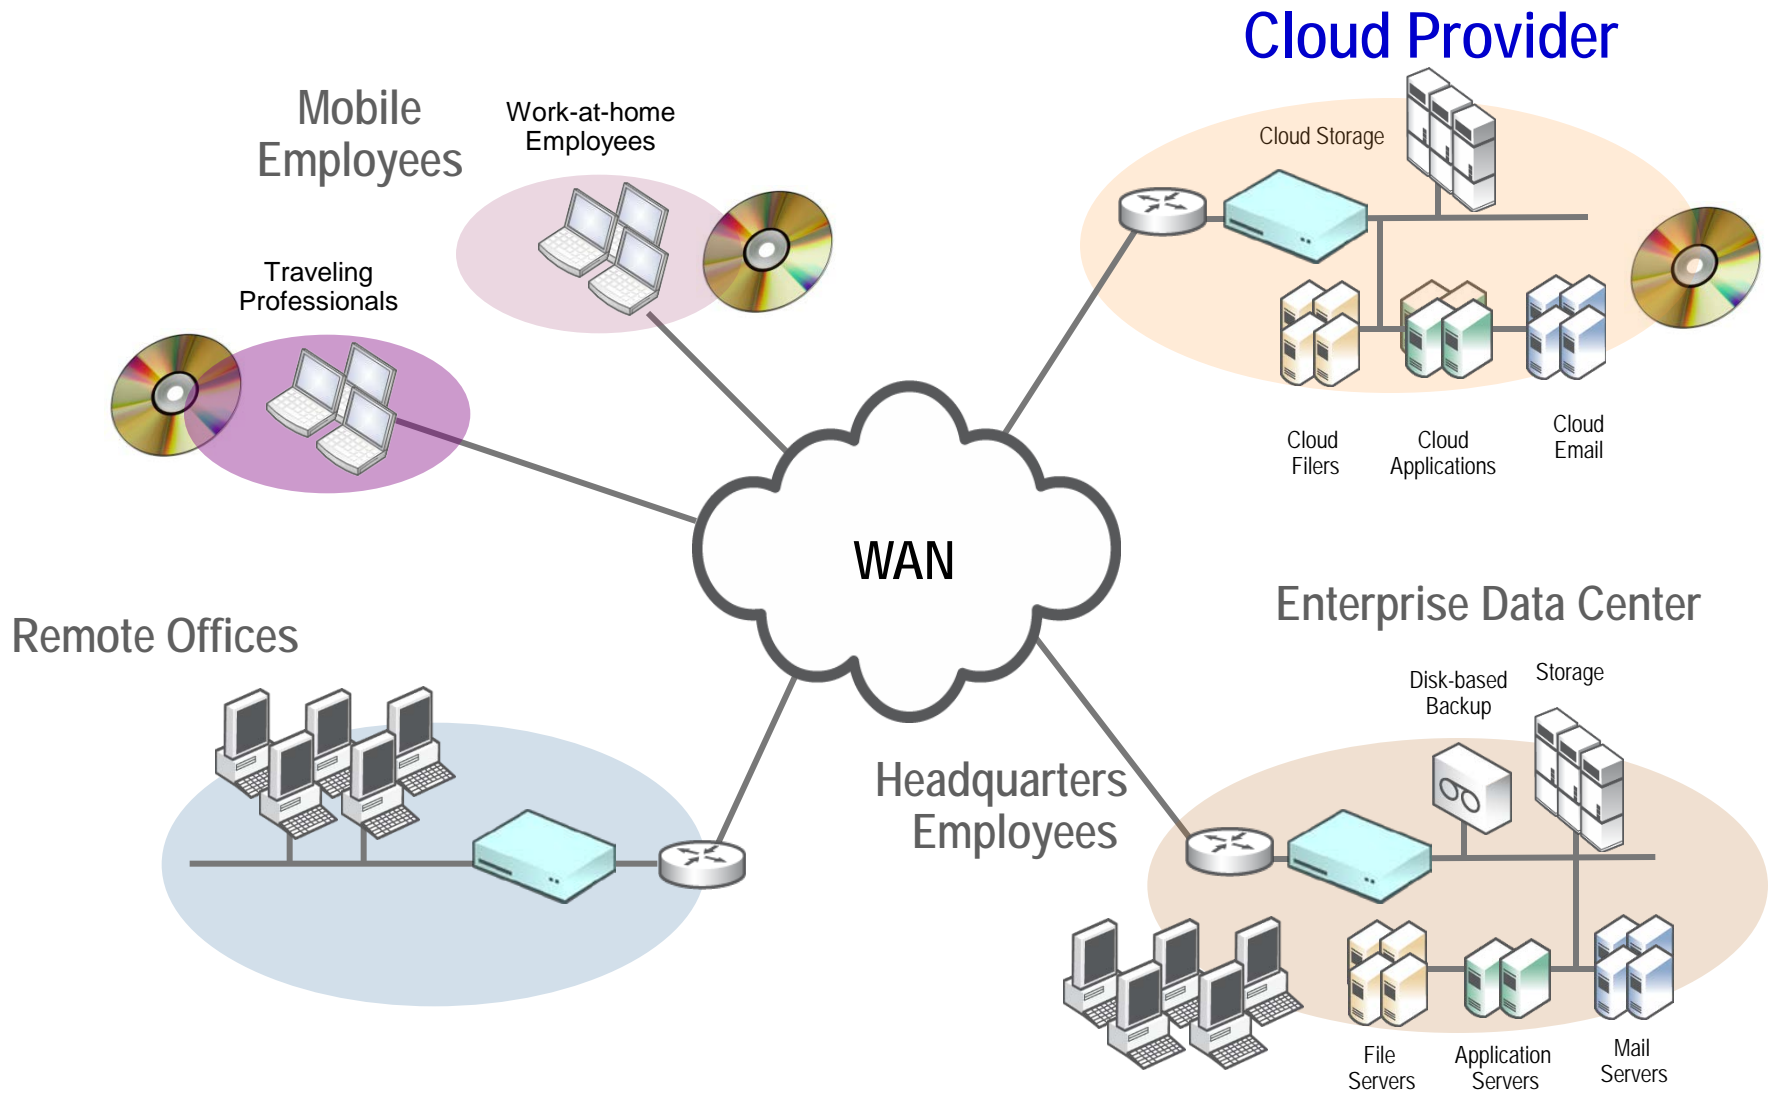 Cloud Provider
Mobile
Employees
Work-at-home
Employees
Cloud Storage
Traveling
Professionals
Cloud
Filers
Cloud
Applications
Cloud
Email
WAN
Enterprise Data Center
Remote Offices
Disk-based
Backup
Storage
Headquarters
Employees
File
Servers
Application
Servers
Mail
Servers